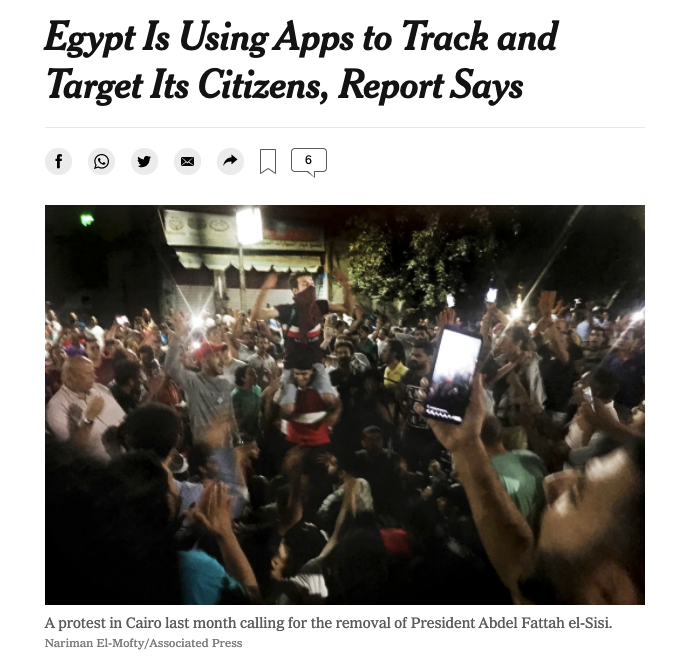 Egypt Is Using Apps to Track and
Target Its Citizens, Report Says
6
A protest in Cairo last month calling for the removal of President Abdel Fattah el-Sisi.
Nariman El-Mofty/Associated Press